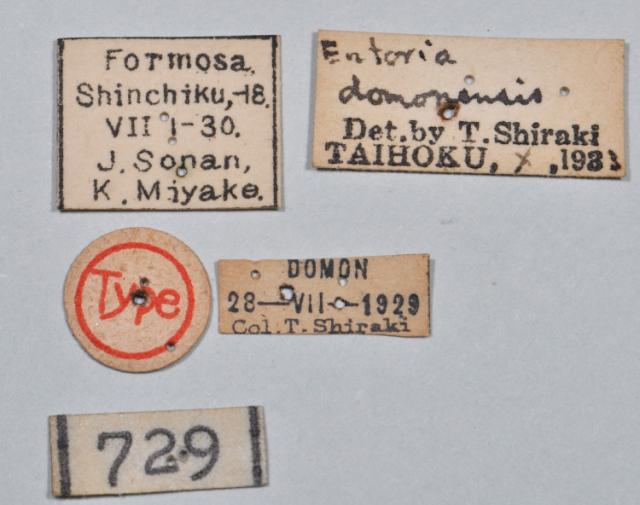 Formosa,
Shinchiku,-18.
VII 1-30.
J. Sonan,
K. Miyake.
Entoria
domonensis
Det. by T. Shiraki
TAIHOKU, X ,1933
Type
DOMON
28—VII—1929
Col. T. Shiraki
729